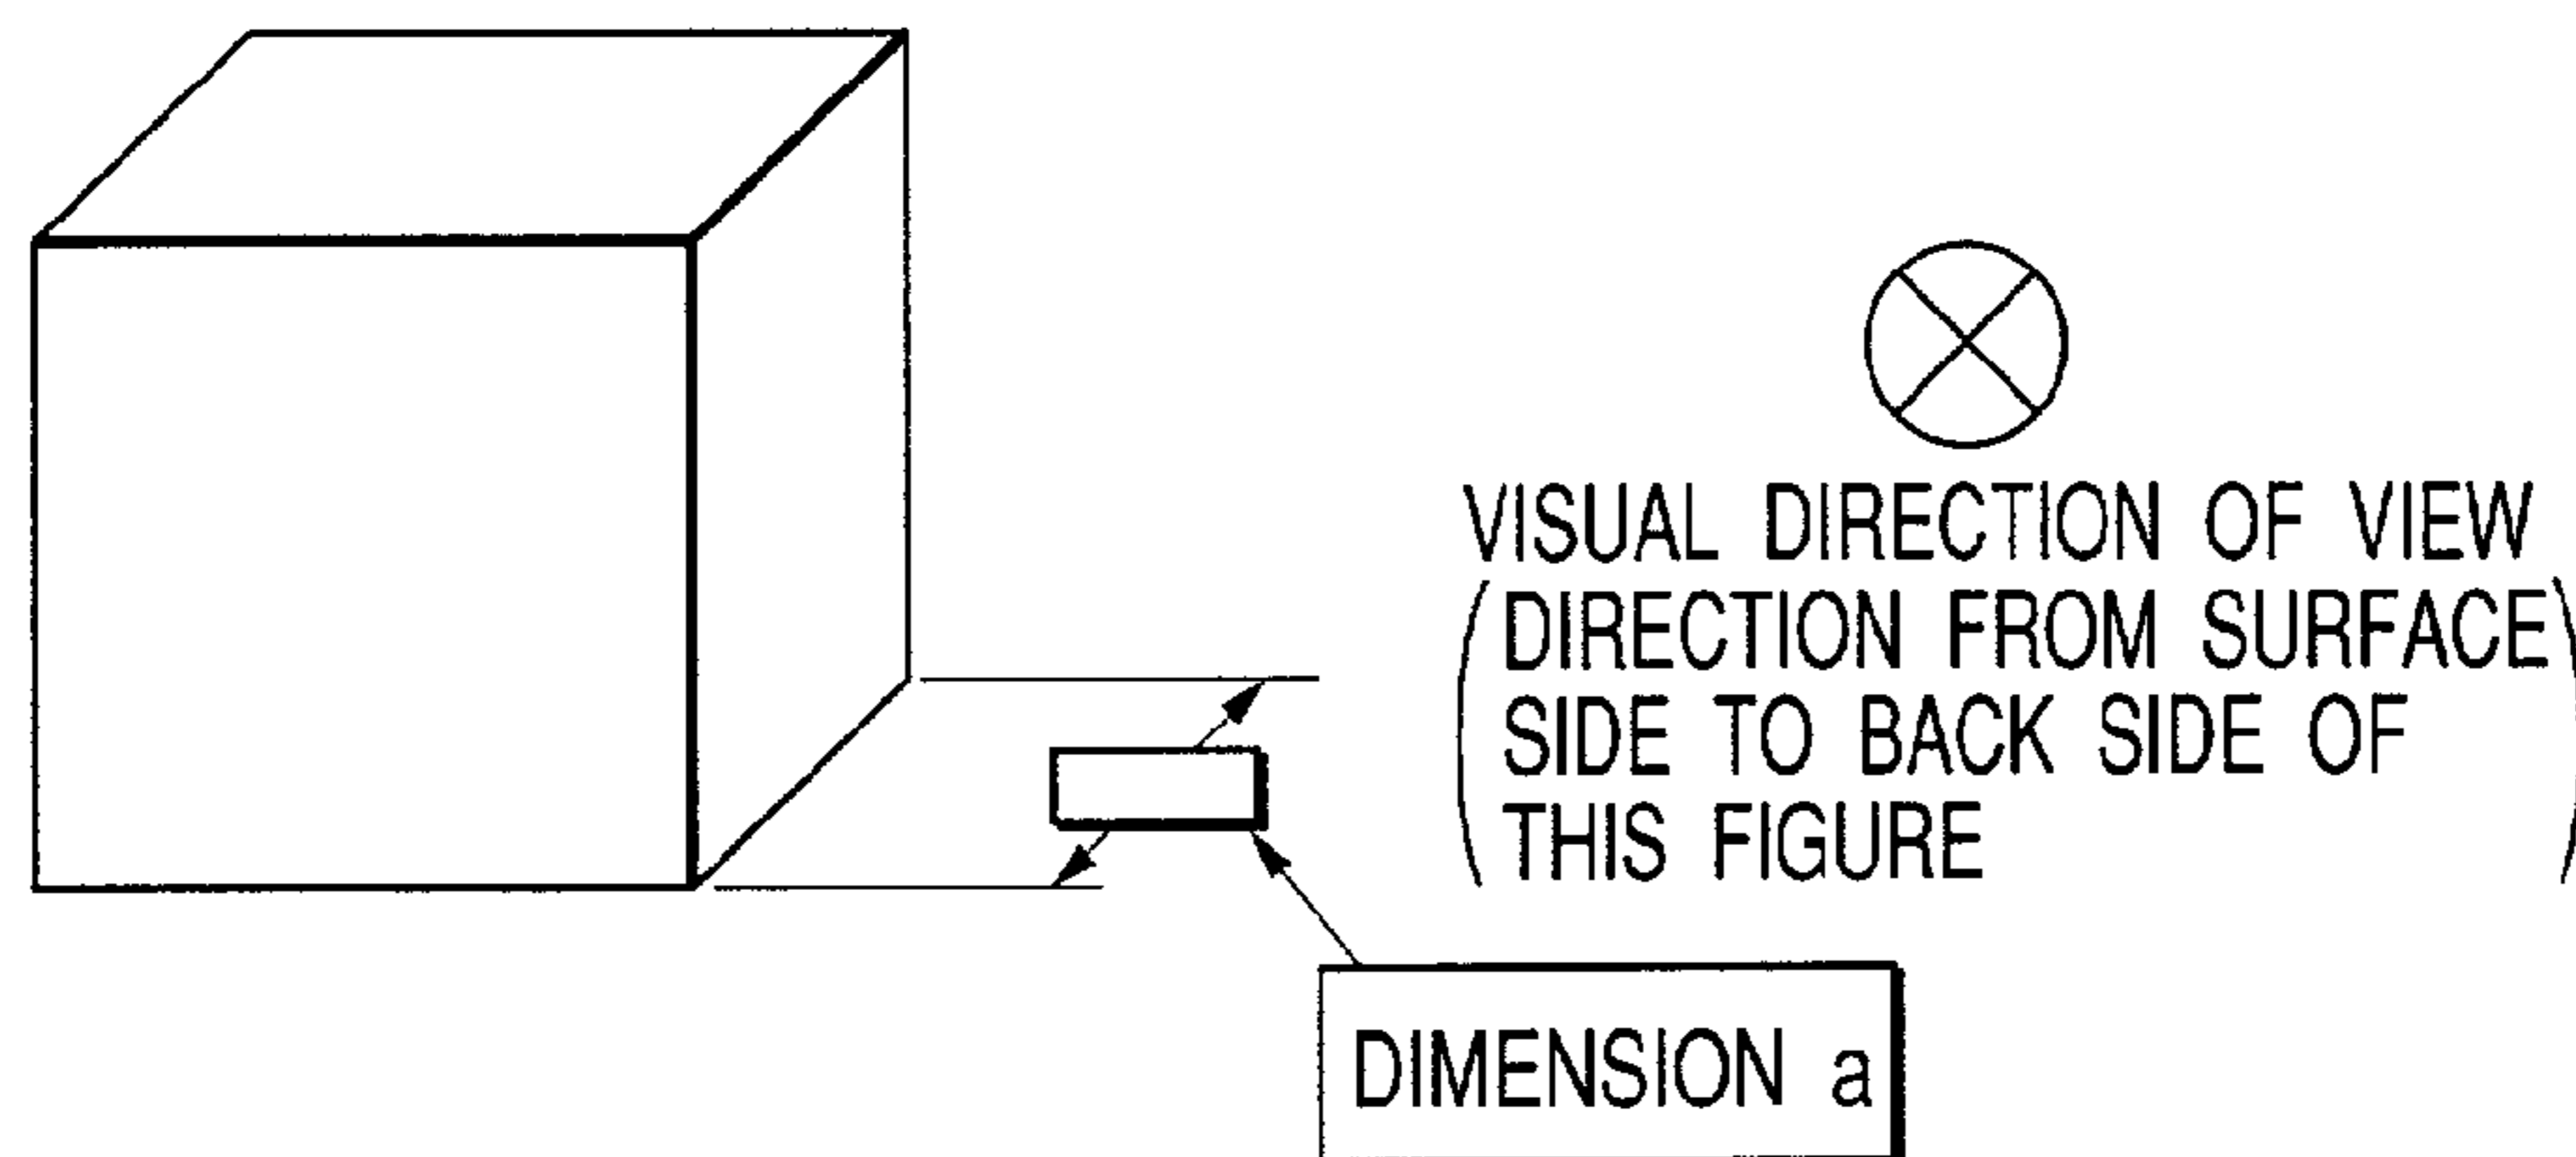 VISUAL DIRECTION OF VIEW
(DIRECTION FROM SURFACE
SIDE TO BACK SIDE OF
THIS FIGURE)
DIMENSION a